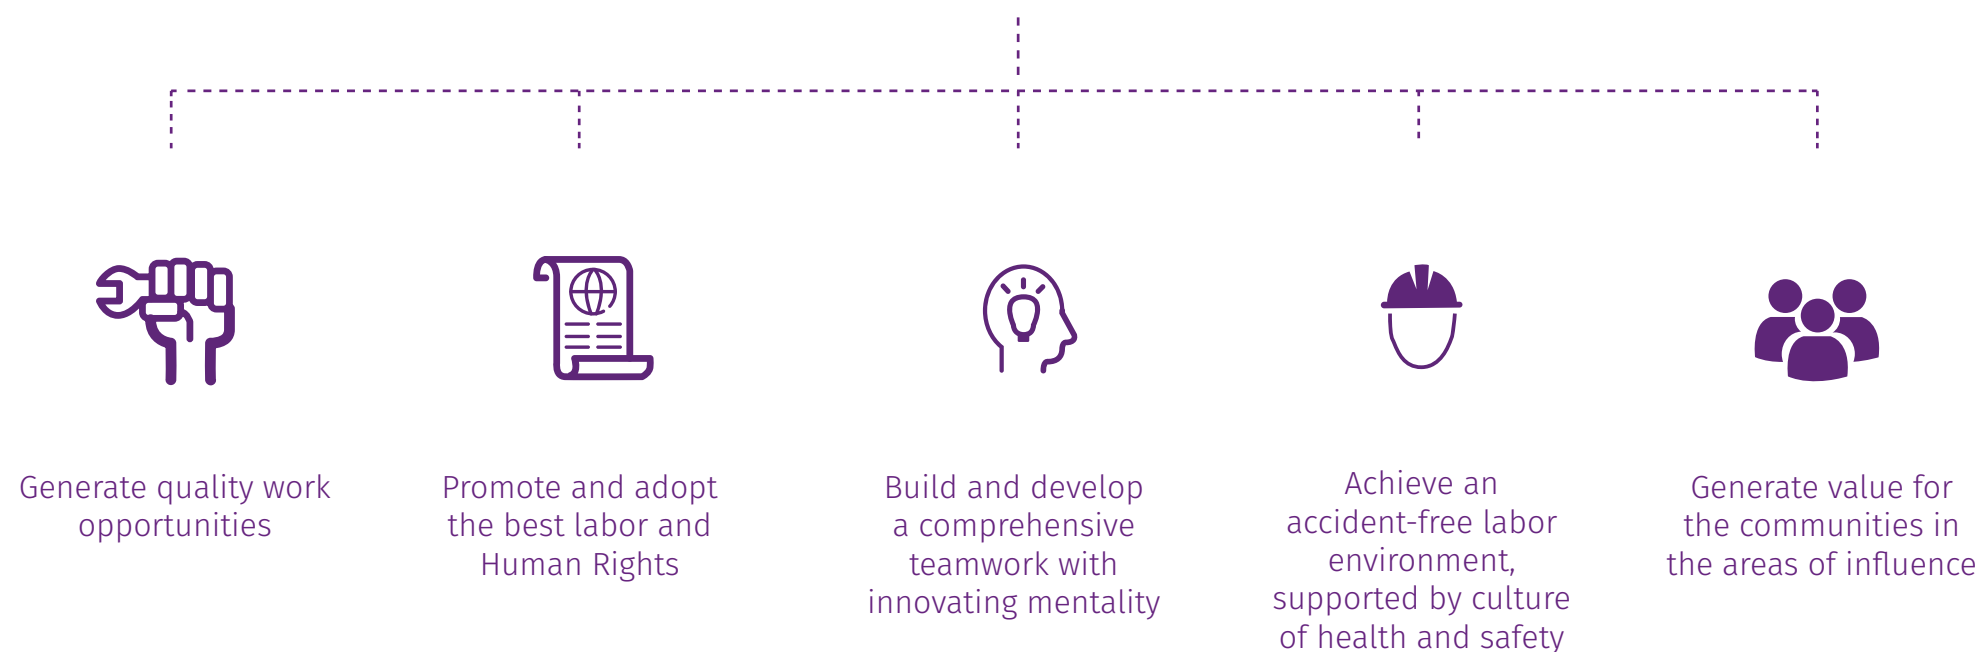 Generate quality work
opportunities
Promote and adopt
the best labor and
Human Rights
Build and develop
a comprehensive
teamwork with
innovating mentality
Achieve an
accident-free labor
environment,
supported by culture
of health and safety
Generate value for
the communities in
the areas of influence